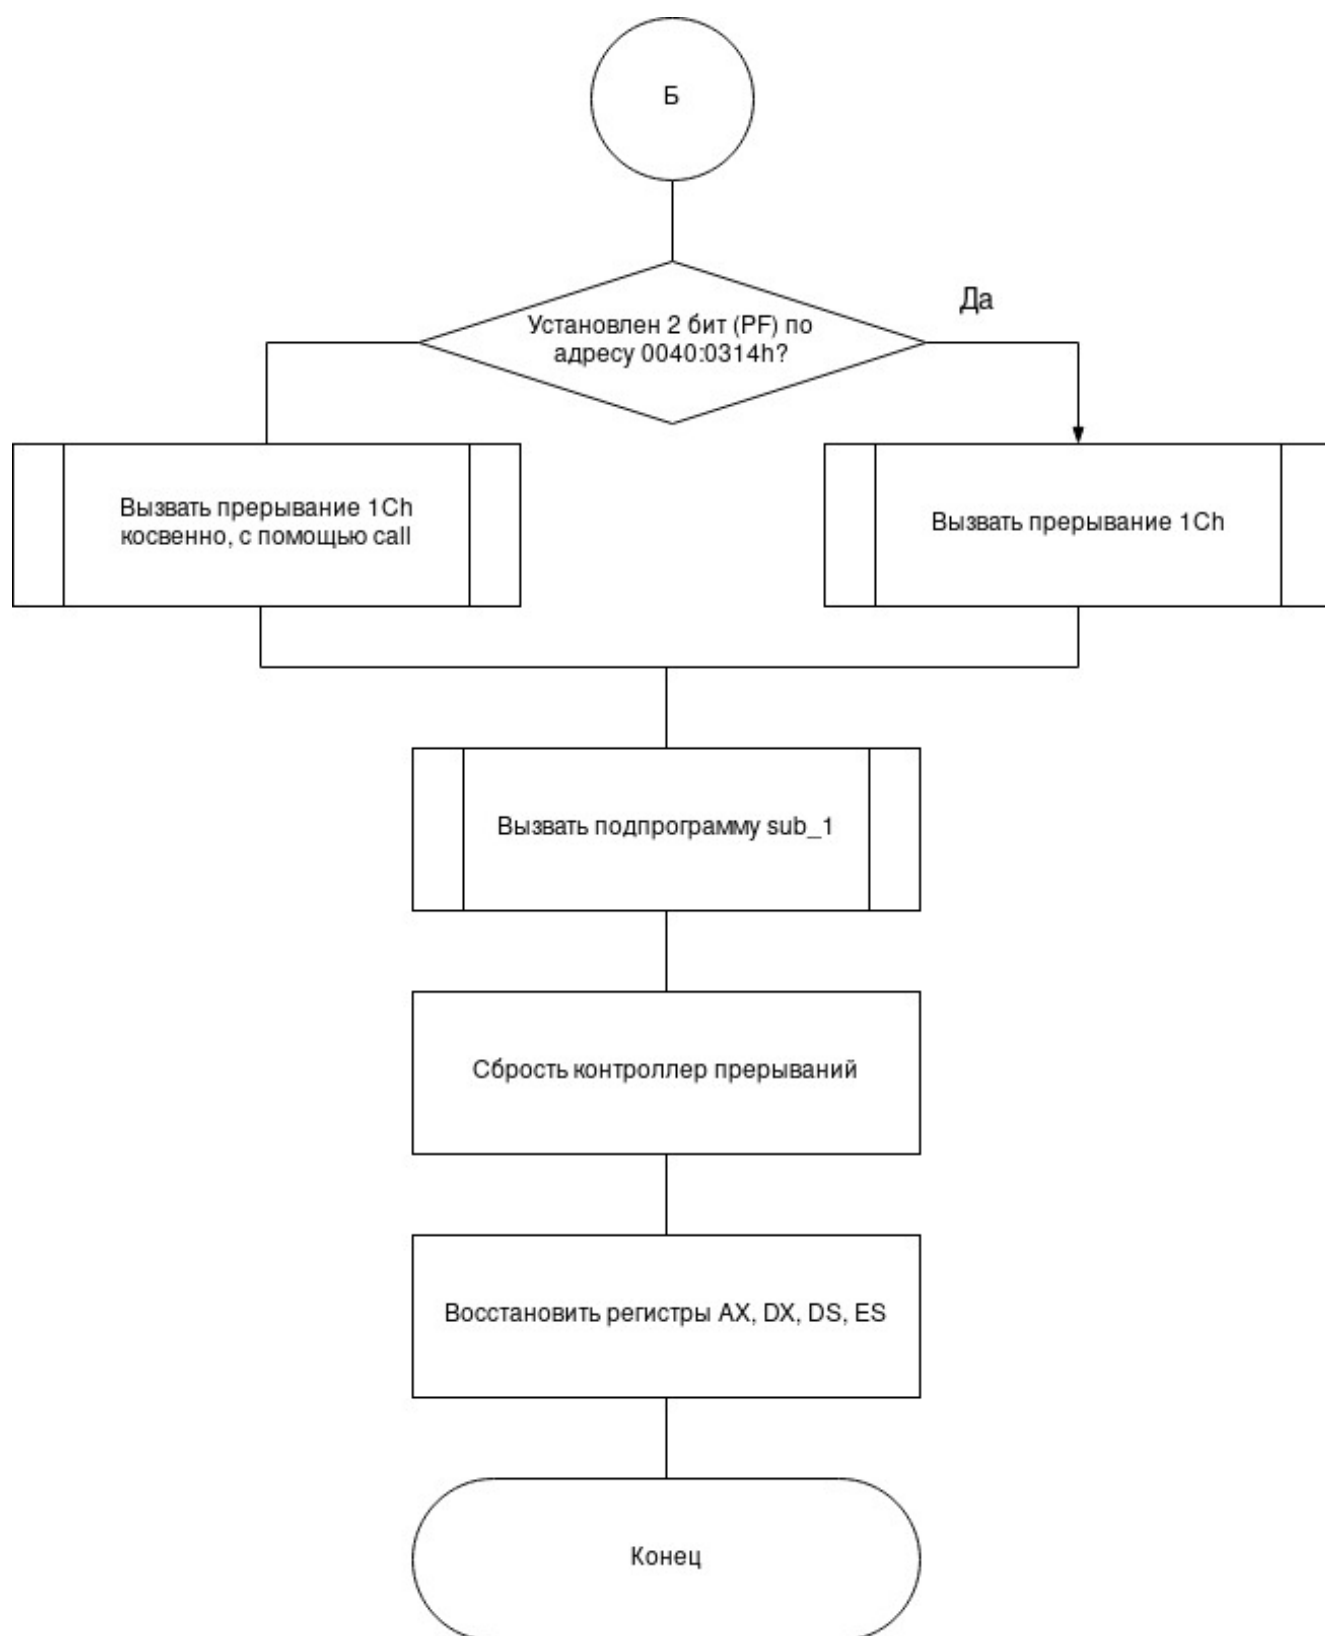 Б
Да
Установлен 2 бит (PF) по
адресу 0040:0314h?
Вызвать прерывание 1Ch
косвенно, с помощью call
Вызвать прерывание 1Ch
Вызвать подпрограмму sub_1
Сбрость контроллер прерываний
Восстановить регистры AX, DX, DS, ES
Конец